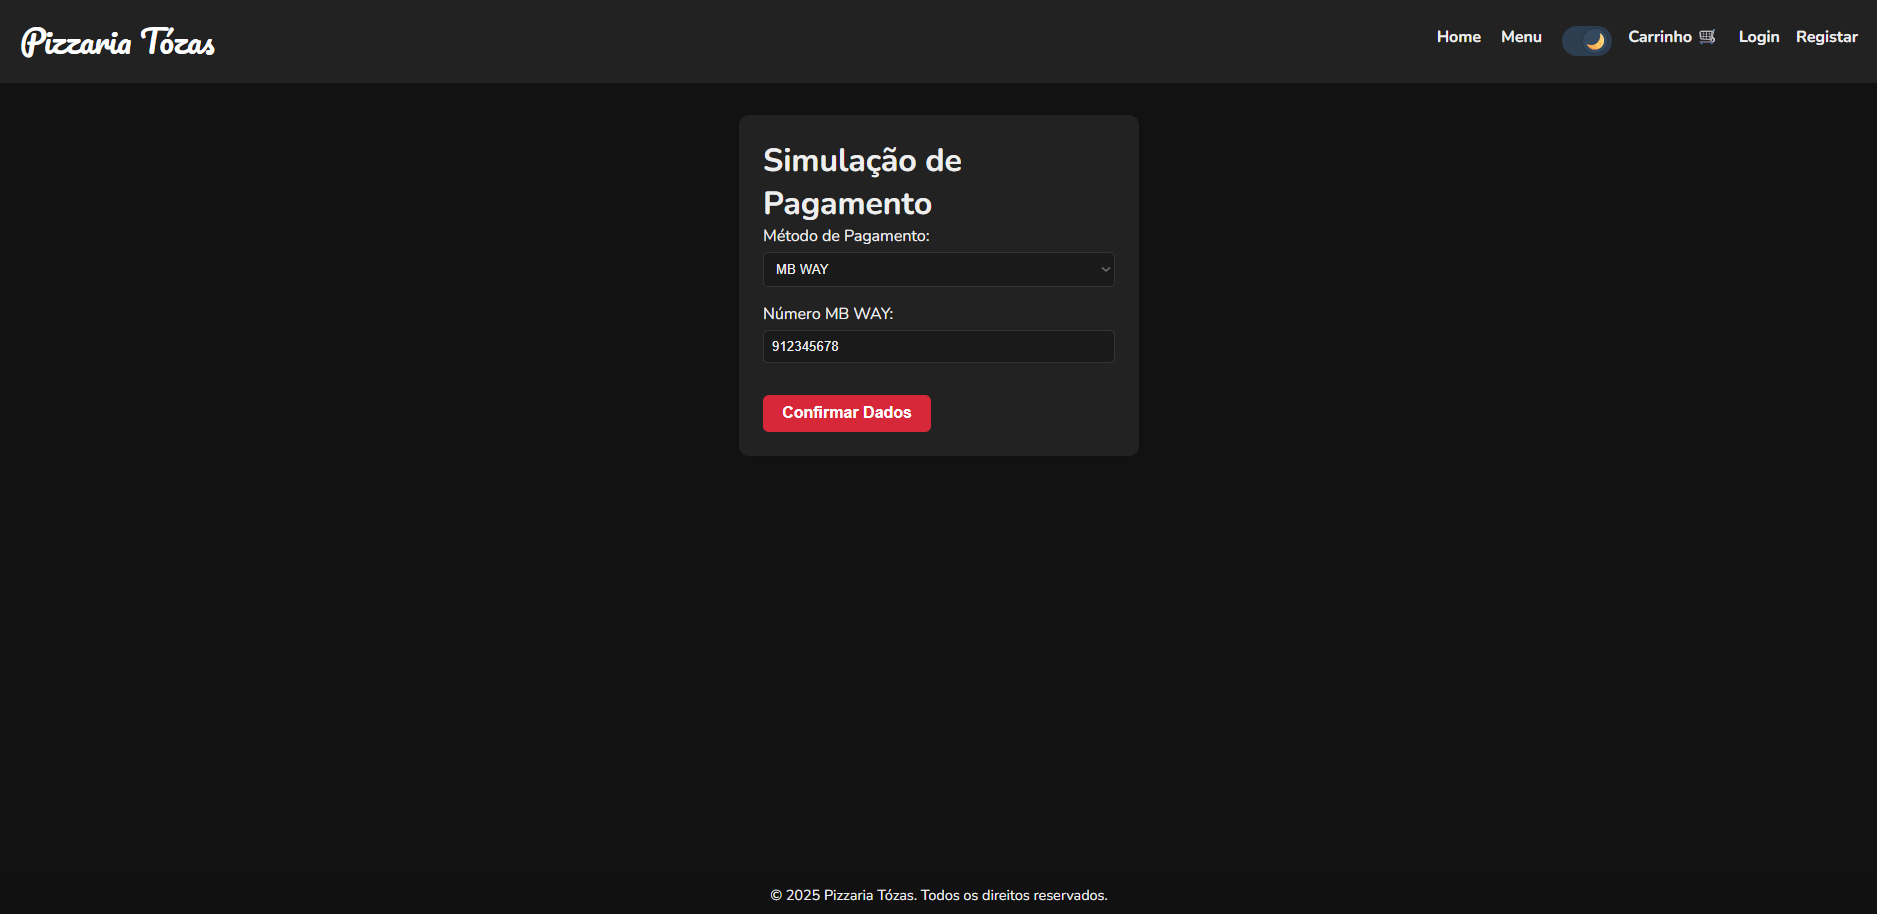 Pizzaria Tózas
Home Menu Carrinho Login Registar
Simulação de
Pagamento
Método de Pagamento:
MB WAY
Número MB WAY:
912345678
Confirmar Dados
© 2025 Pizzaria Tózas. Todos os direitos reservados.